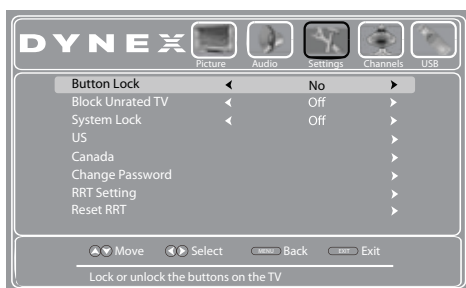 DYNEX
Picture Audio Settings Channels USB
Button Lock No
Block Unrated TV Off
System Lock Off
US
Canada
Change Password
RRT Setting
Reset RRT
Move Select MENU Back EXIT Exit
Lock or unlock the buttons on the TV